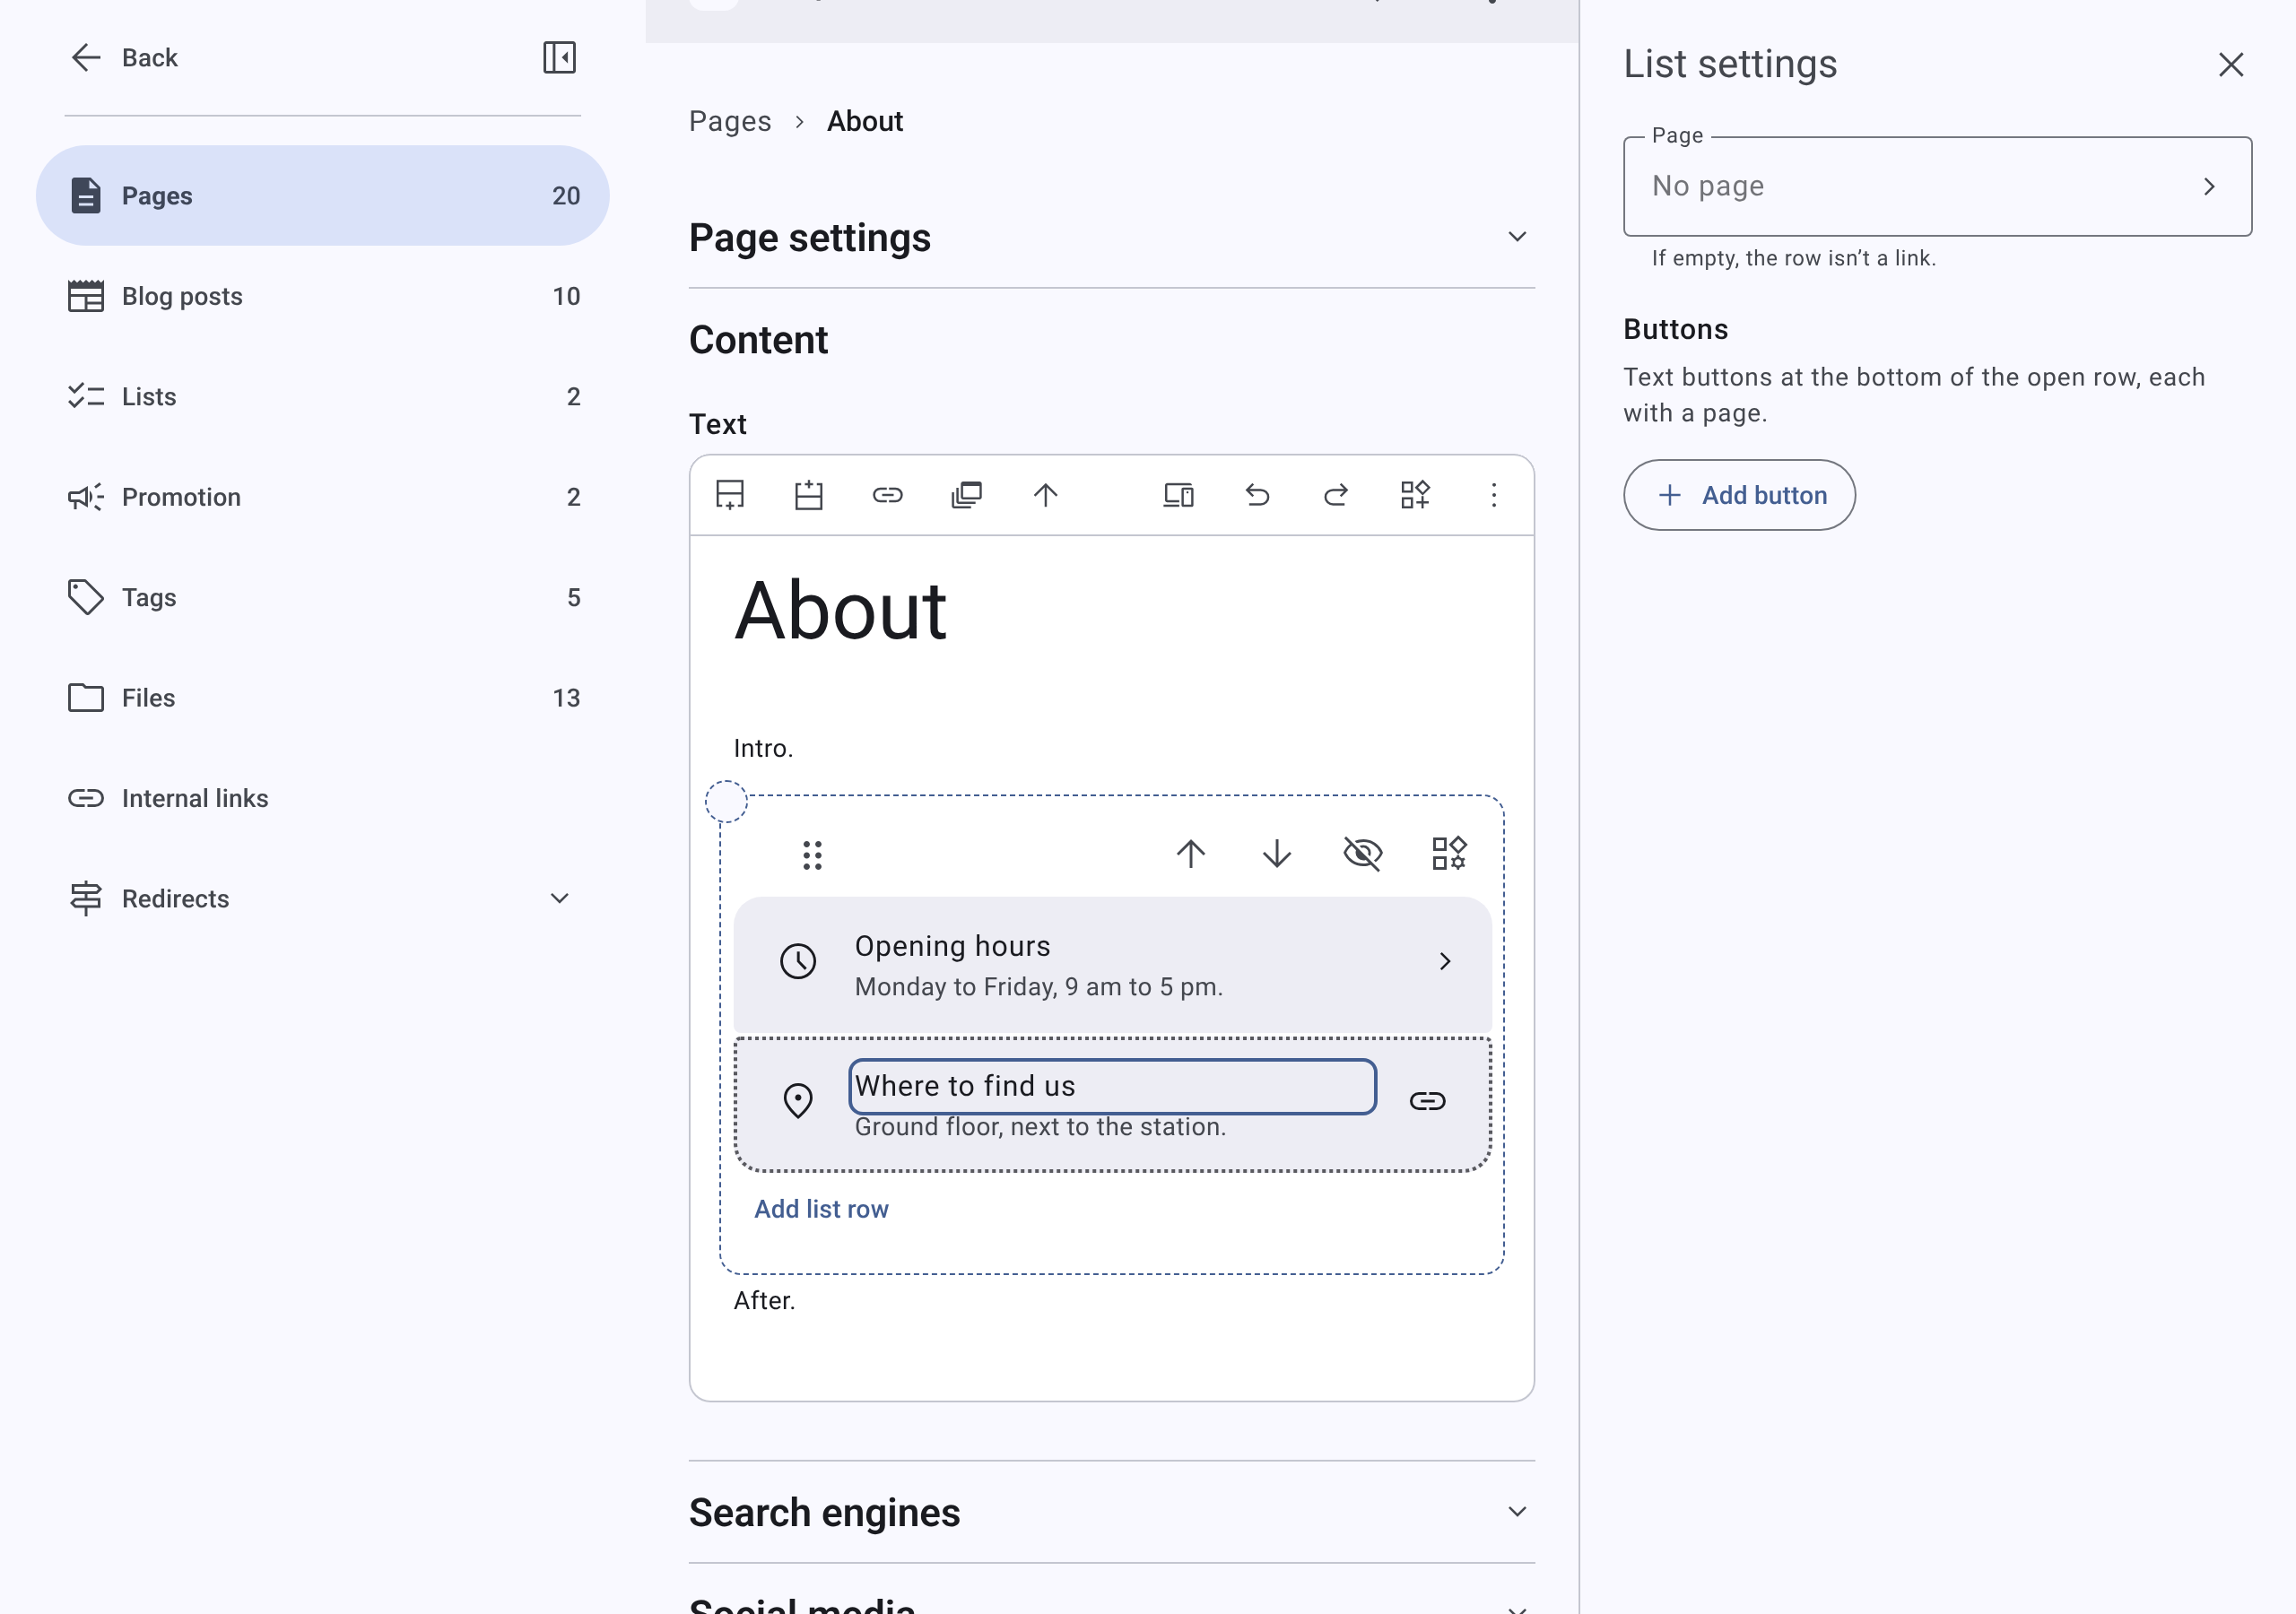 Back
Pages 20
Blog posts 10
Lists 2
Promotion 2
Tags 5
Files 13
Internal links
Redirects
Pages › About
Page settings
Content
Text
About
Intro.
Opening hours
Monday to Friday, 9 am to 5 pm.
Where to find us
Ground floor, next to the station.
Add list row
After.
Search engines
Social media
List settings
Page
No page
If empty, the row isn’t a link.
Buttons
Text buttons at the bottom of the open row, each
with a page.
Add button